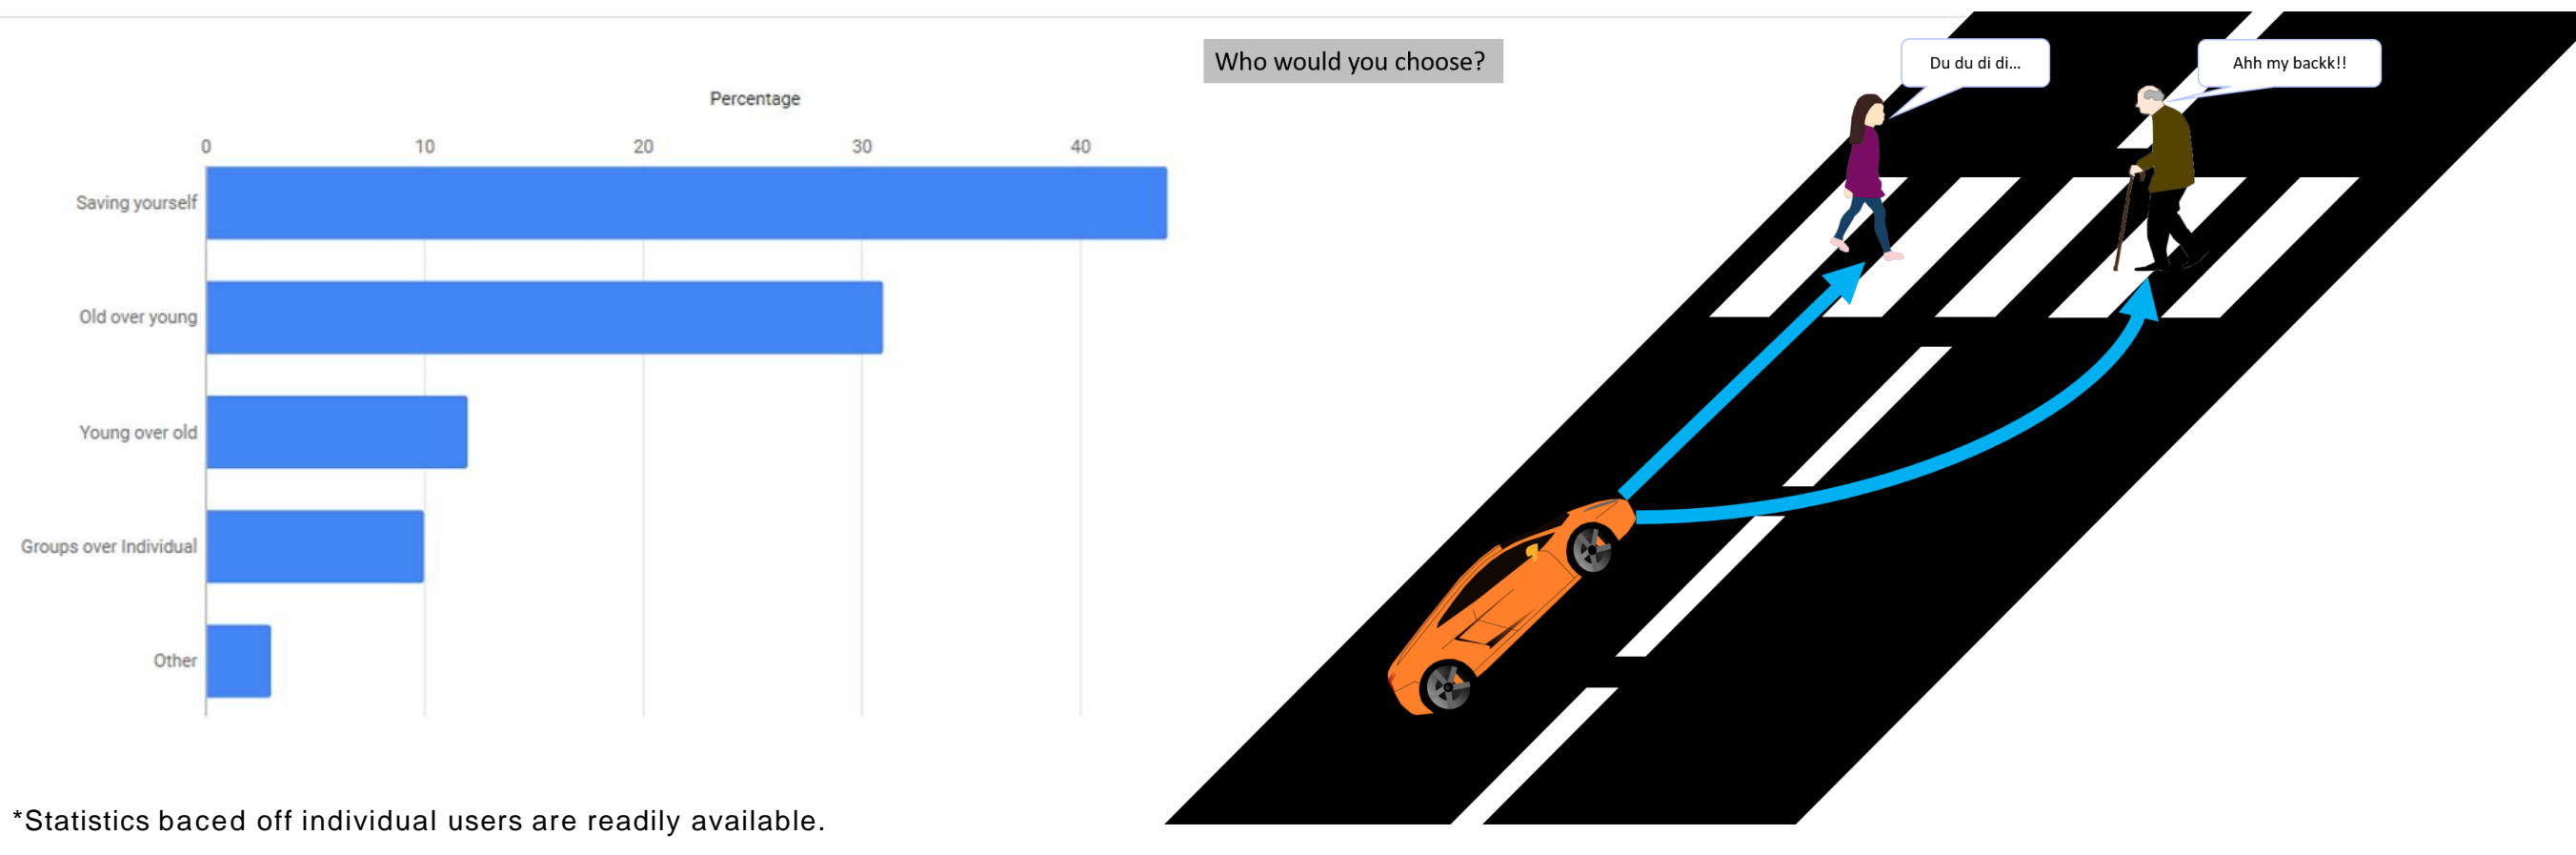 Who would you choose?
Du du di di...
Ahh my backk!!
Percentage
0 10 20 30 40
Saving yourself
Old over young
Young over old
Groups over Individual
Other
*Statistics baced off individual users are readily available.